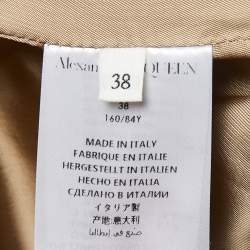 Alexan QUEEN
38
38
160/84Y
MADE IN ITALY
FABRIQUE EN ITALIE
HERGESTELLT IN ITALIEN
HECHO EN ITALIA
СДЕЛАНО В ИТАЛИИ
イタリア製
产地:意大利
صنع في إيطاليا